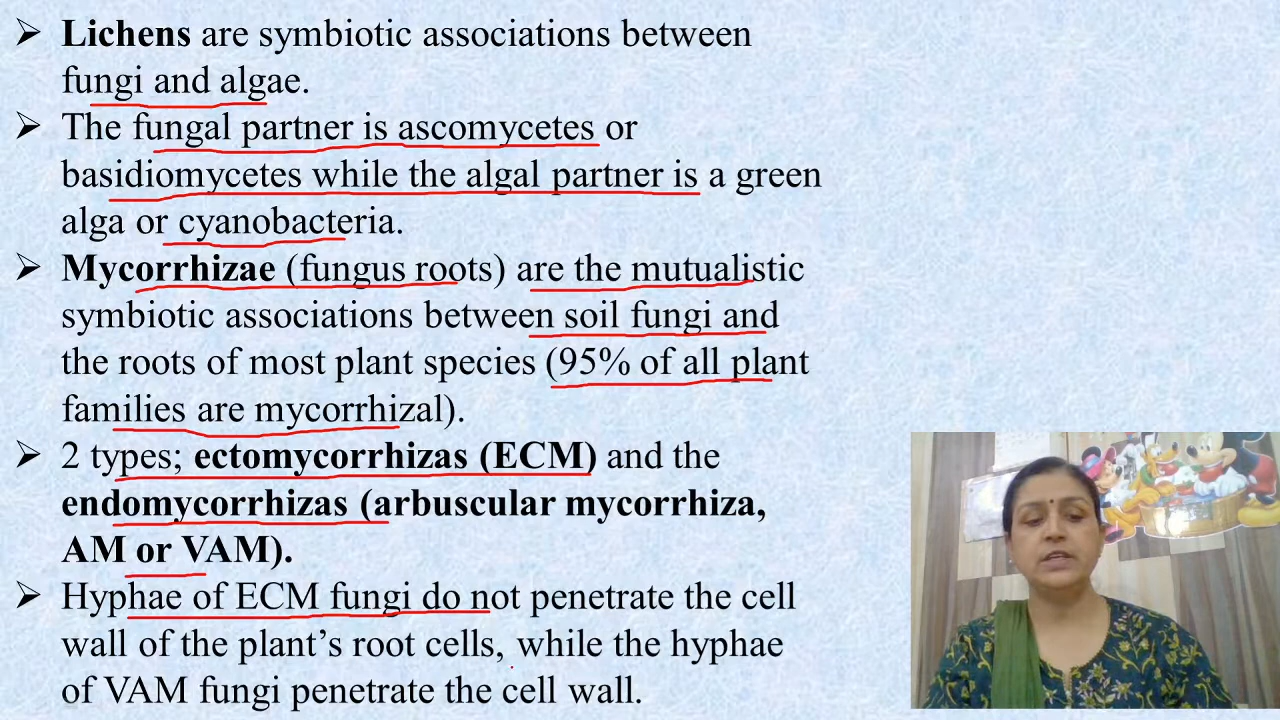 ➢ Lichens are symbiotic associations between
fungi and algae.
➢ The fungal partner is ascomycetes or
basidiomycetes while the algal partner is a green
alga or cyanobacteria.
➢ Mycorrhizae (fungus roots) are the mutualistic
symbiotic associations between soil fungi and
the roots of most plant species (95% of all plant
families are mycorrhizal).
➢ 2 types; ectomycorrhizas (ECM) and the
endomycorrhizas (arbuscular mycorrhiza,
AM or VAM).
➢ Hyphae of ECM fungi do not penetrate the cell
wall of the plant’s root cells, while the hyphae
of VAM fungi penetrate the cell wall.